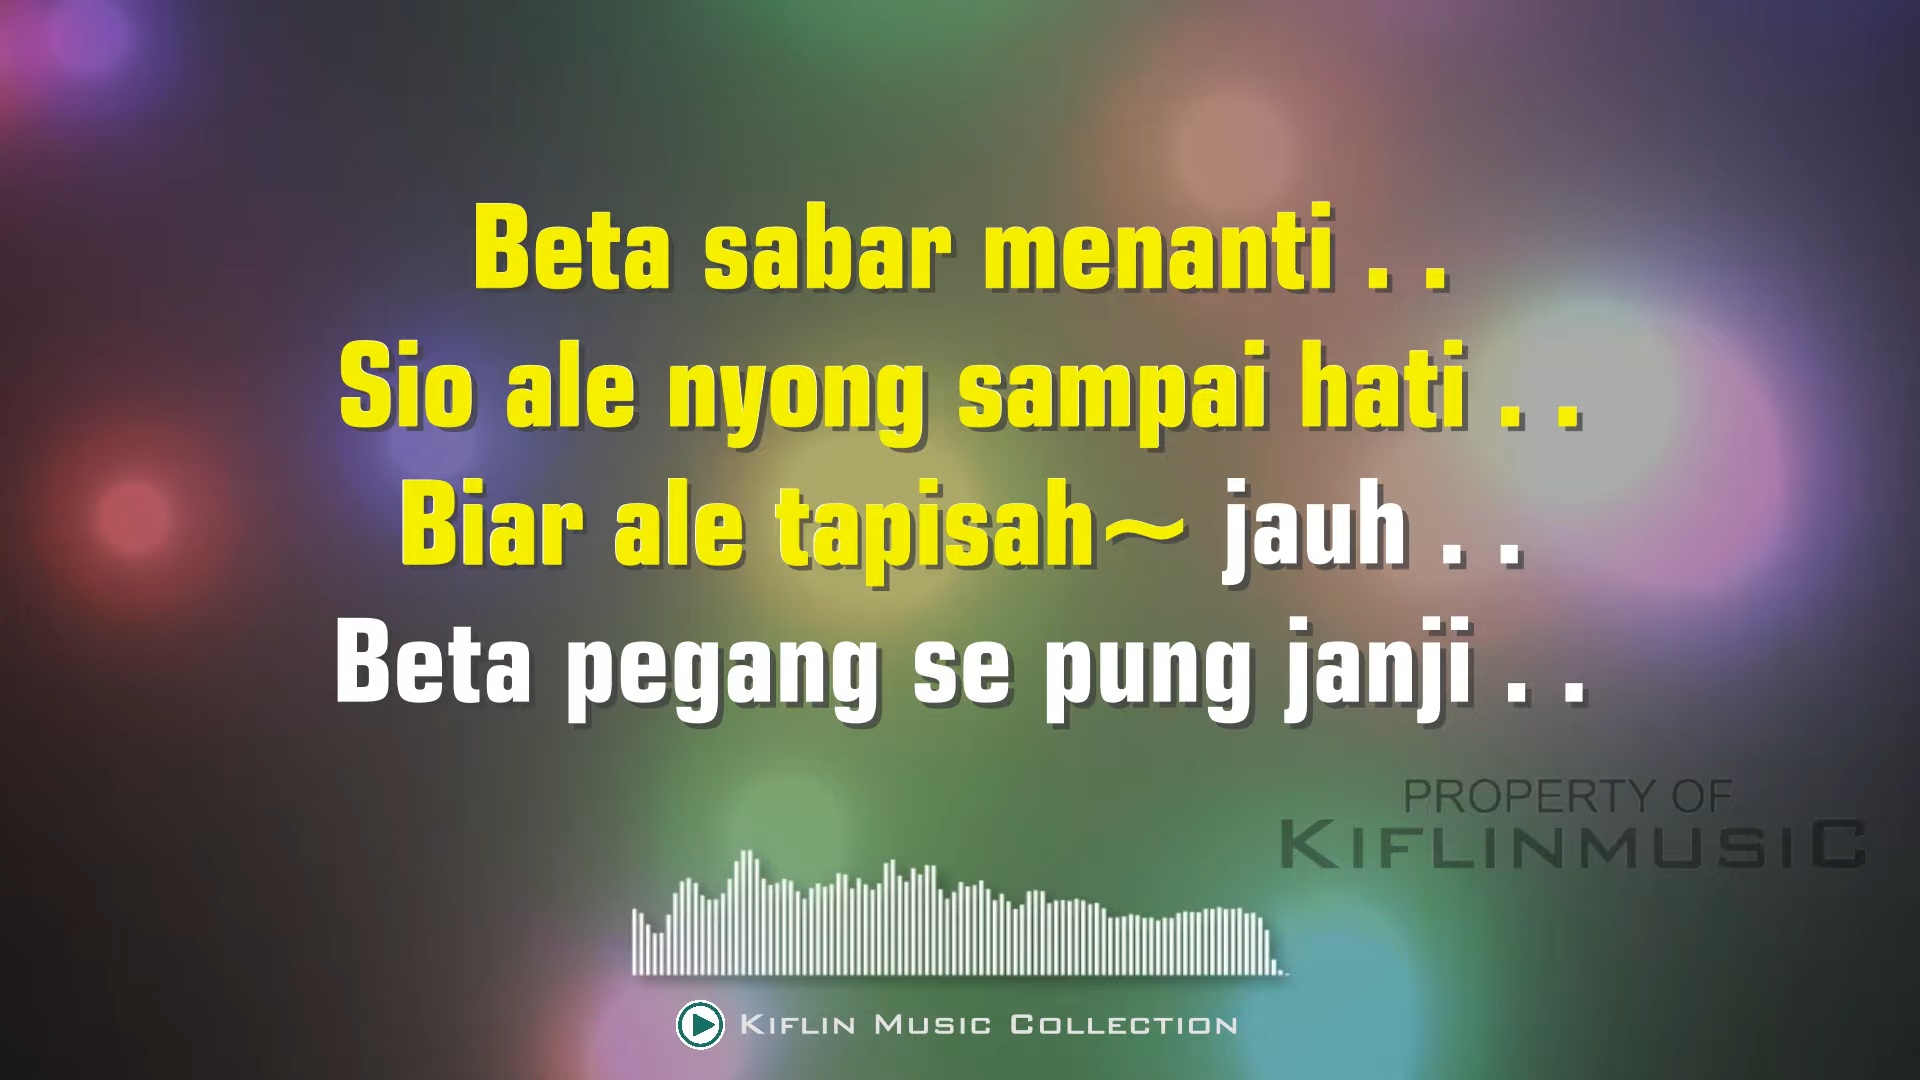 Beta sabar menanti . .
Sio ale nyong sampai hati . .
Biar ale tapisah~ jauh . .
Beta pegang se pung janji . .
PROPERTY OF
KIFLINMUSIC
KIFLIN MUSIC COLLECTION